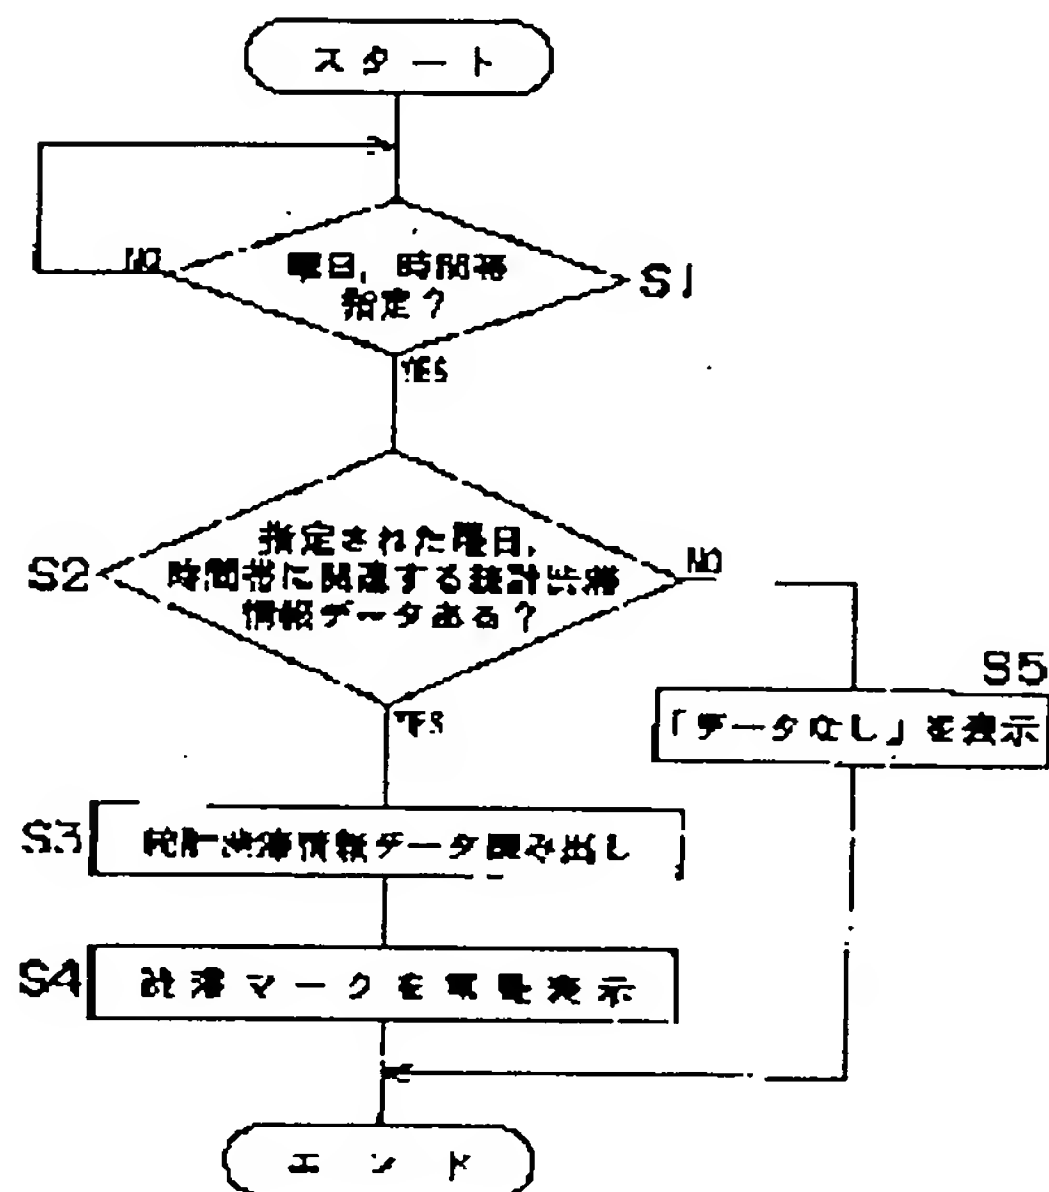 スタート
NO
曜日, 時間帯
指定?
S1
YES
S2
指定された曜日,
時間帯に関連する統計渋滞
情報データある?
NO
YES
S5
「データなし」を表示
S3
統計渋滞情報データ読み出し
S4
渋滞マークを重畳表示
エンド